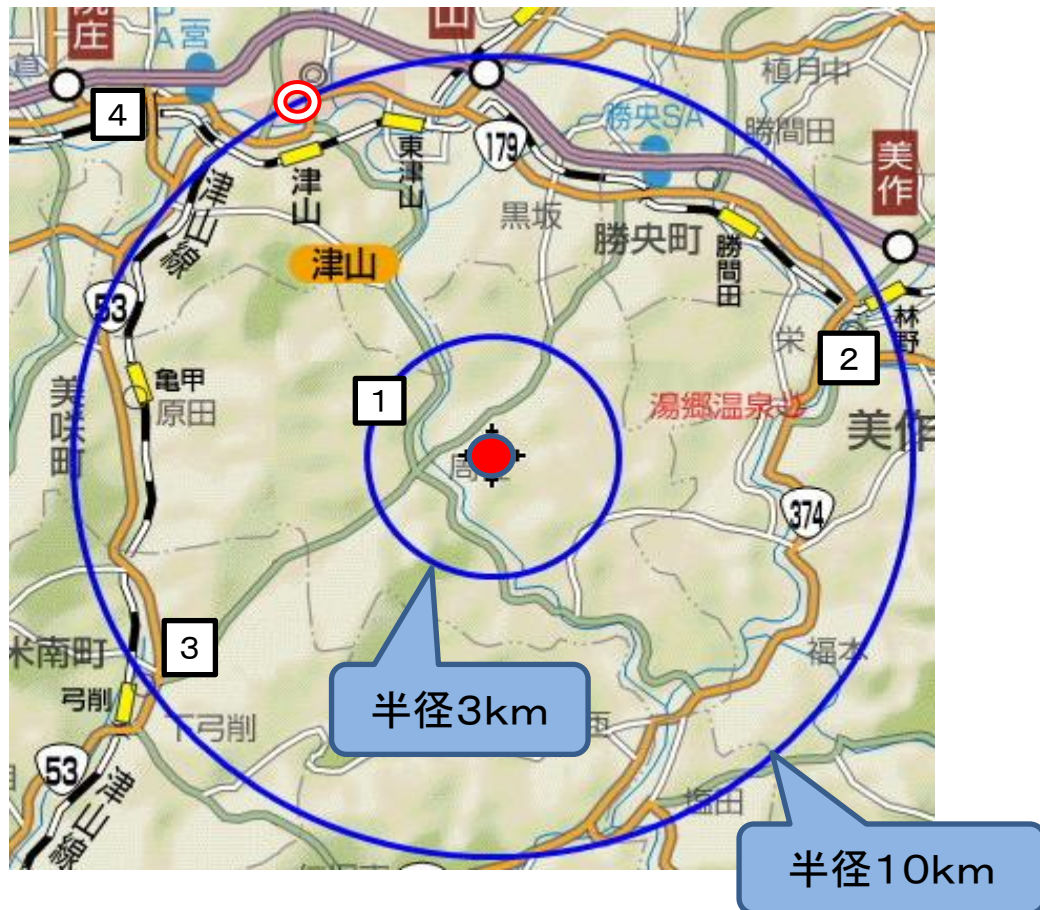 院
庄
A宮
山
4
植月中
勝央SA
勝間田
179
美
作
東
津
山
津
山
黒坂
勝央町
勝
間
田
津山線
津山
53
林
野
栄
2
亀甲
原田
1
湯郷温泉
美作
美
咲
町
374
3
米南町
福本
弓削
下弓削
半径3km
53
津山線
塩田
半径10km